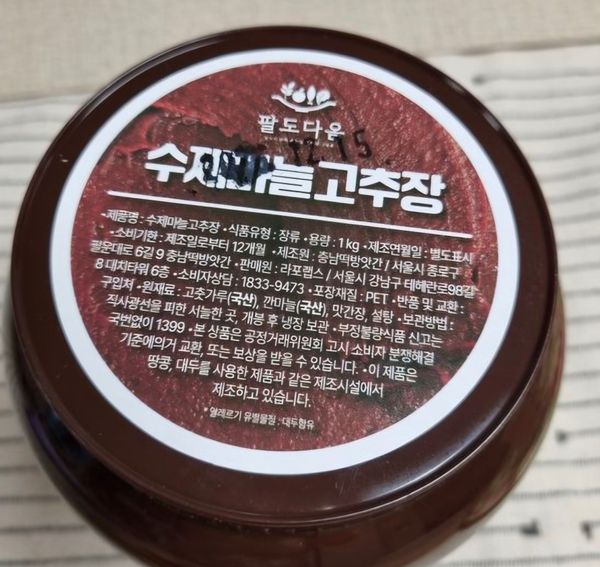 팔도다움
12.15.
수제마늘고추장
•제품명 : 수제마늘고추장 •식품유형 : 장류 •용량 : 1kg •제조연월일 : 별도표시
•소비기한 : 제조일로부터 12개월 •제조원 : 충남떡방앗간 / 서울시 종로구
평운대로 6길 9 충남떡방앗간 •판매원 : 라포랩스 / 서울시 강남구 테헤란로98길
8 대치타워 6층 •소비자상담 : 1833-9473 •포장재질 : PET •반품 및 교환 :
구입처 •원재료 : 고춧가루(국산), 깐마늘(국산), 맛간장, 설탕 •보관방법 :
직사광선을 피한 서늘한 곳, 개봉 후 냉장 보관 •부정불량식품 신고는
국번없이 1399 •본 상품은 공정거래위원회 고시 소비자 분쟁해결
기준에의거 교환, 또는 보상을 받을 수 있습니다. •이 제품은
땅콩, 대두를 사용한 제품과 같은 제조시설에서
제조하고 있습니다.
*알레르기 유발물질 : 대두함유